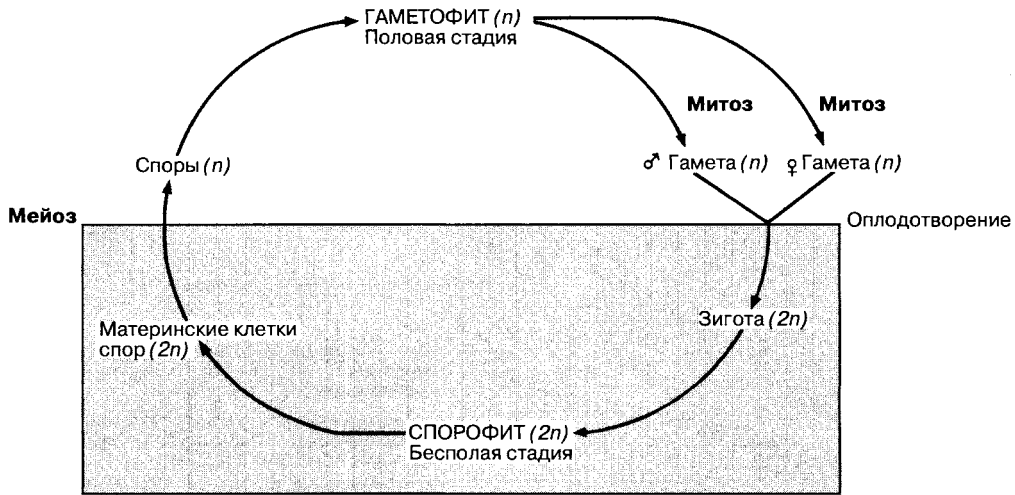 ГАМЕТОФИТ (n)
Половая стадия
Митоз
Митоз
Споры (n)
♂ Гамета (n)
♀ Гамета (n)
Мейоз
Оплодотворение
Зигота (2n)
Материнские клетки
спор (2n)
СПОРОФИТ (2n)
Бесполая стадия